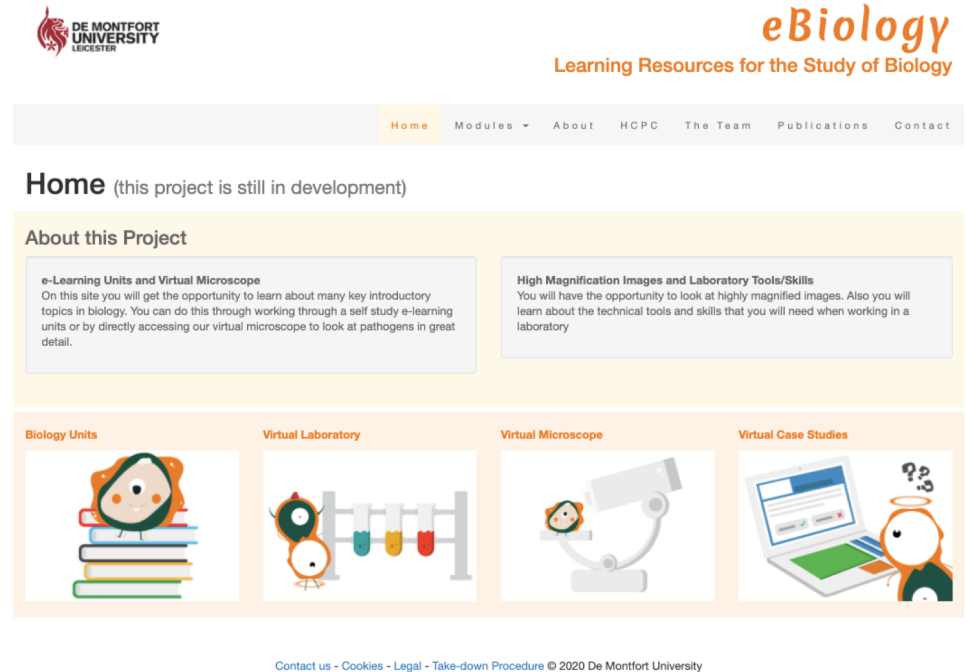 DE MONTFORT
UNIVERSITY
LEICESTER
eBiology
Learning Resources for the Study of Biology
Home Modules About HCPC The Team Publications Contact
Home (this project is still in development)
About this Project
e-Learning Units and Virtual Microscope
On this site you will get the opportunity to learn about many key introductory
topics in biology. You can do this through working through a self study e-learning
units or by directly accessing our virtual microscope to look at pathogens in great
detail.
High Magnification Images and Laboratory Tools/Skills
You will have the opportunity to look at highly magnified images. Also you will
learn about the technical tools and skills that you will need when working in a
laboratory
Biology Units
Virtual Laboratory
Virtual Microscope
Virtual Case Studies
???
Contact us - Cookies - Legal - Take-down Procedure © 2020 De Montfort University